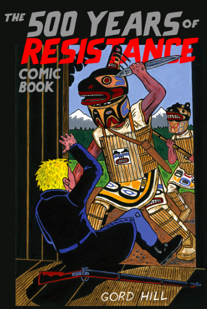 THE 500 YEARS OF
RESISTANCE
COMIC
BOOK
GORD HILL